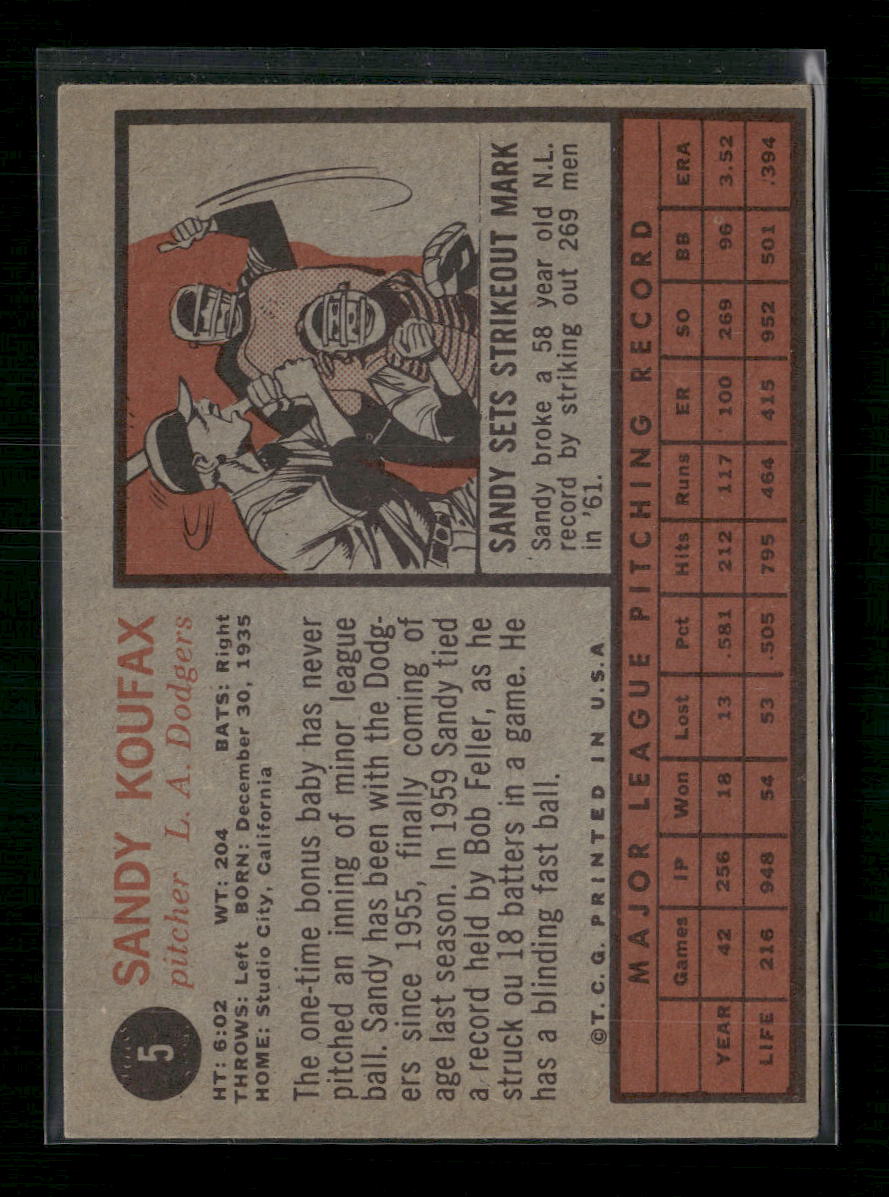 5
SANDY KOUFAX
pitcher L. A. Dodgers
HT: 6:02 WT: 204 BATS: Right
THROWS: Left BORN: December 30, 1935
HOME: Studio City, California
The one-time bonus baby has never
pitched an inning of minor league
ball. Sandy has been with the Dodg-
ers since 1955, finally coming of
age last season. In 1959 Sandy tied
a record held by Bob Feller, as he
struck ou 18 batters in a game. He
has a blinding fast ball.
©T.C.G. PRINTED IN U.S.A
SANDY SETS STRIKEOUT MARK
Sandy broke a 58 year old N.L.
record by striking out 269 men
in '61.
MAJOR LEAGUE PITCHING RECORD
Games IP Won Lost Pct Hits Runs ER SO BB ERA
YEAR 42 256 18 13 .581 212 117 100 269 96 3.52
LIFE 216 948 54 53 .505 795 464 415 952 501 .394